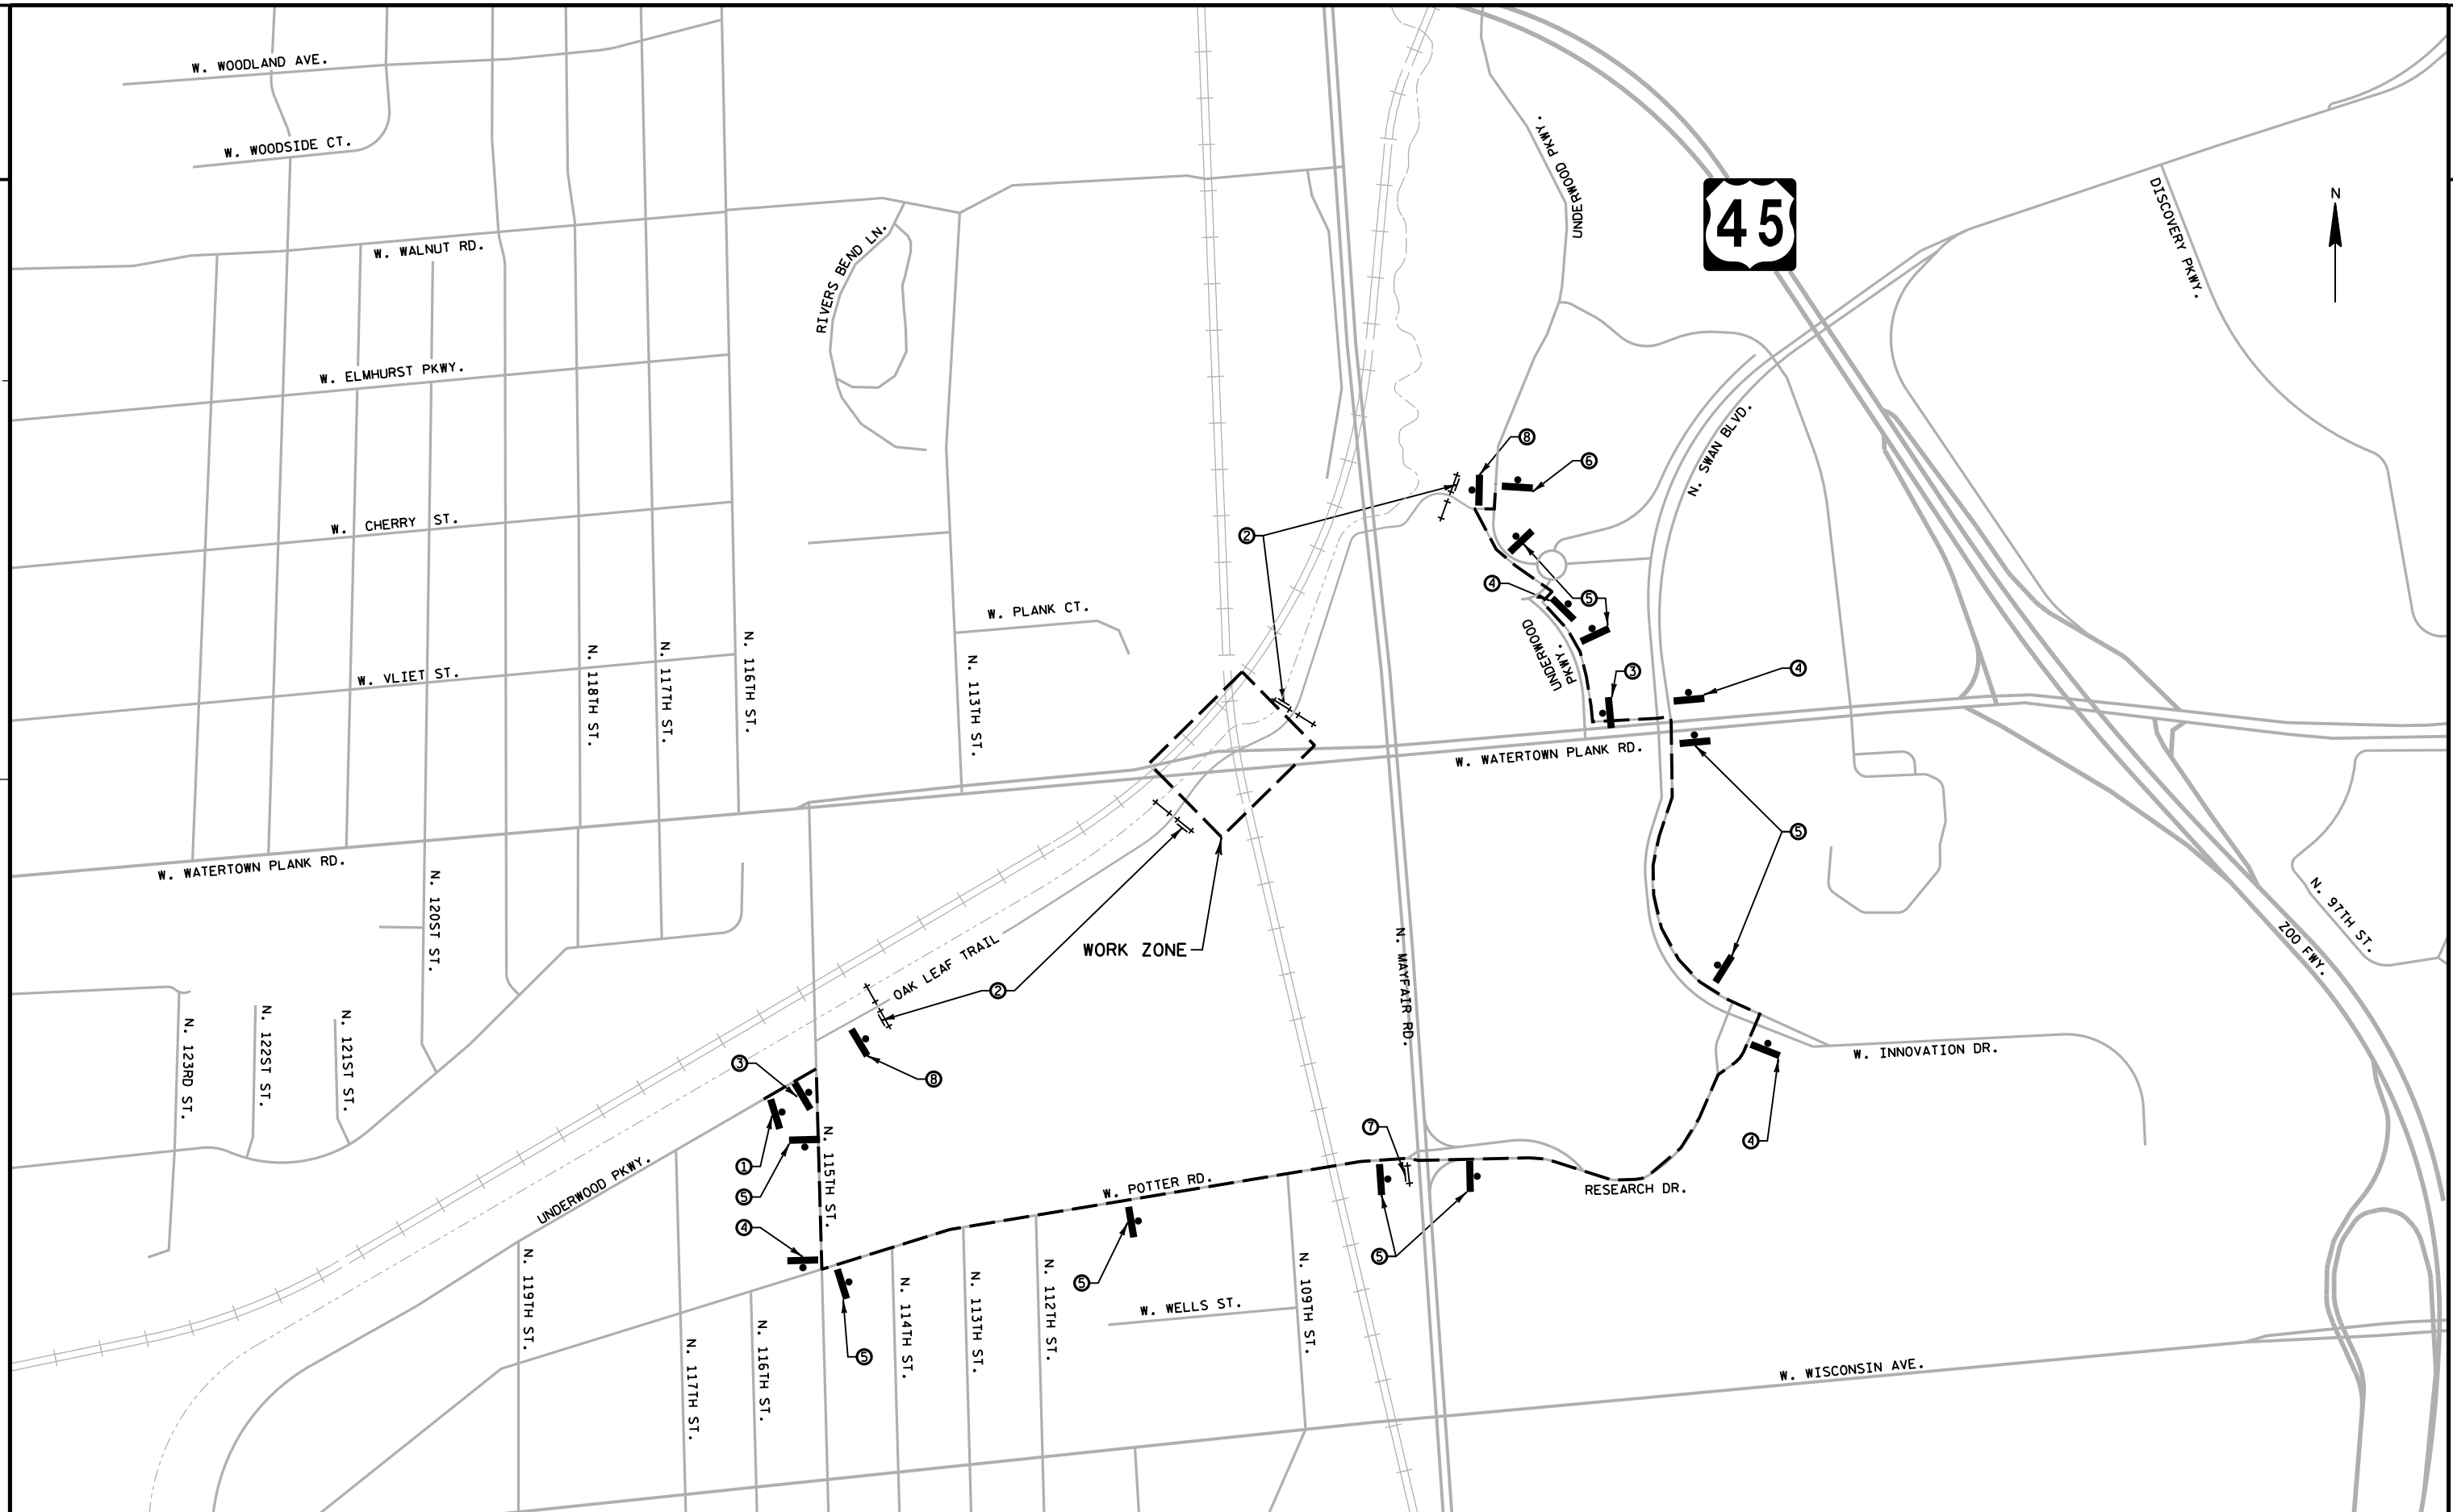 W. WOODLAND AVE.
W. WOODSIDE CT.
UNDERWOOD PKWY.
45
DISCOVERY PKWY.
N
W. WALNUT RD.
RIVERS BEND LN.
W. ELMHURST PKWY.
N. SWAN BLVD.
8
6
W. CHERRY ST.
2
4
5
W. PLANK CT.
UNDERWOOD
PKWY.
N. 118TH ST.
N. 117TH ST.
N. 116TH ST.
N. 113TH ST.
3
4
W. VLIET ST.
W. WATERTOWN PLANK RD.
5
W. WATERTOWN PLANK RD.
N. 120ST ST.
N. 97TH ST.
ZOO FWY.
OAK LEAF TRAIL
WORK ZONE
N. MAYFAIR RD.
2
N. 123RD ST.
N. 122ST ST.
N. 121ST ST.
3
8
W. INNOVATION DR.
7
4
1
5
N. 115TH ST.
UNDERWOOD PKWY.
W. POTTER RD.
RESEARCH DR.
4
5
5
N. 119TH ST.
N. 114TH ST.
N. 113TH ST.
N. 112TH ST.
W. WELLS ST.
N. 109TH ST.
5
N. 117TH ST.
N. 116TH ST.
W. WISCONSIN AVE.